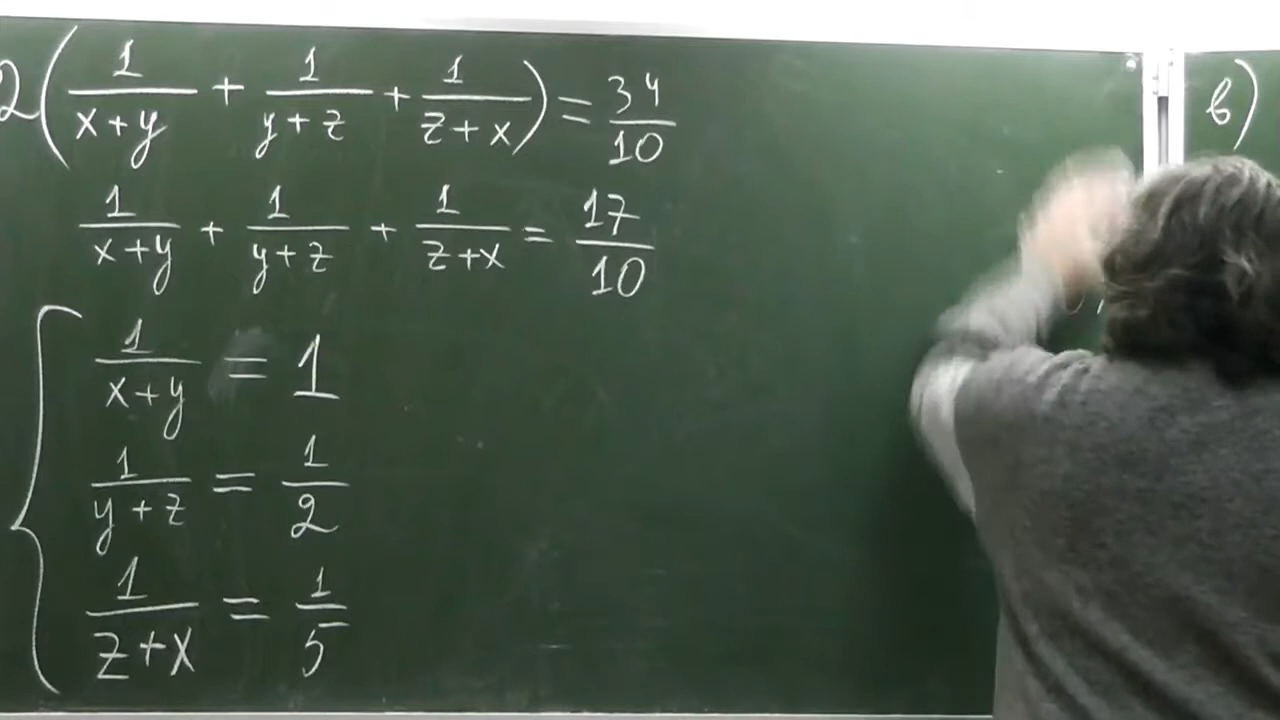 2(1/(x+y) + 1/(y+z) + 1/(z+x)) = 34/10
1/(x+y) + 1/(y+z) + 1/(z+x) = 17/10
{ 1/(x+y) = 1
1/(y+z) = 1/2
1/(z+x) = 1/5
в)